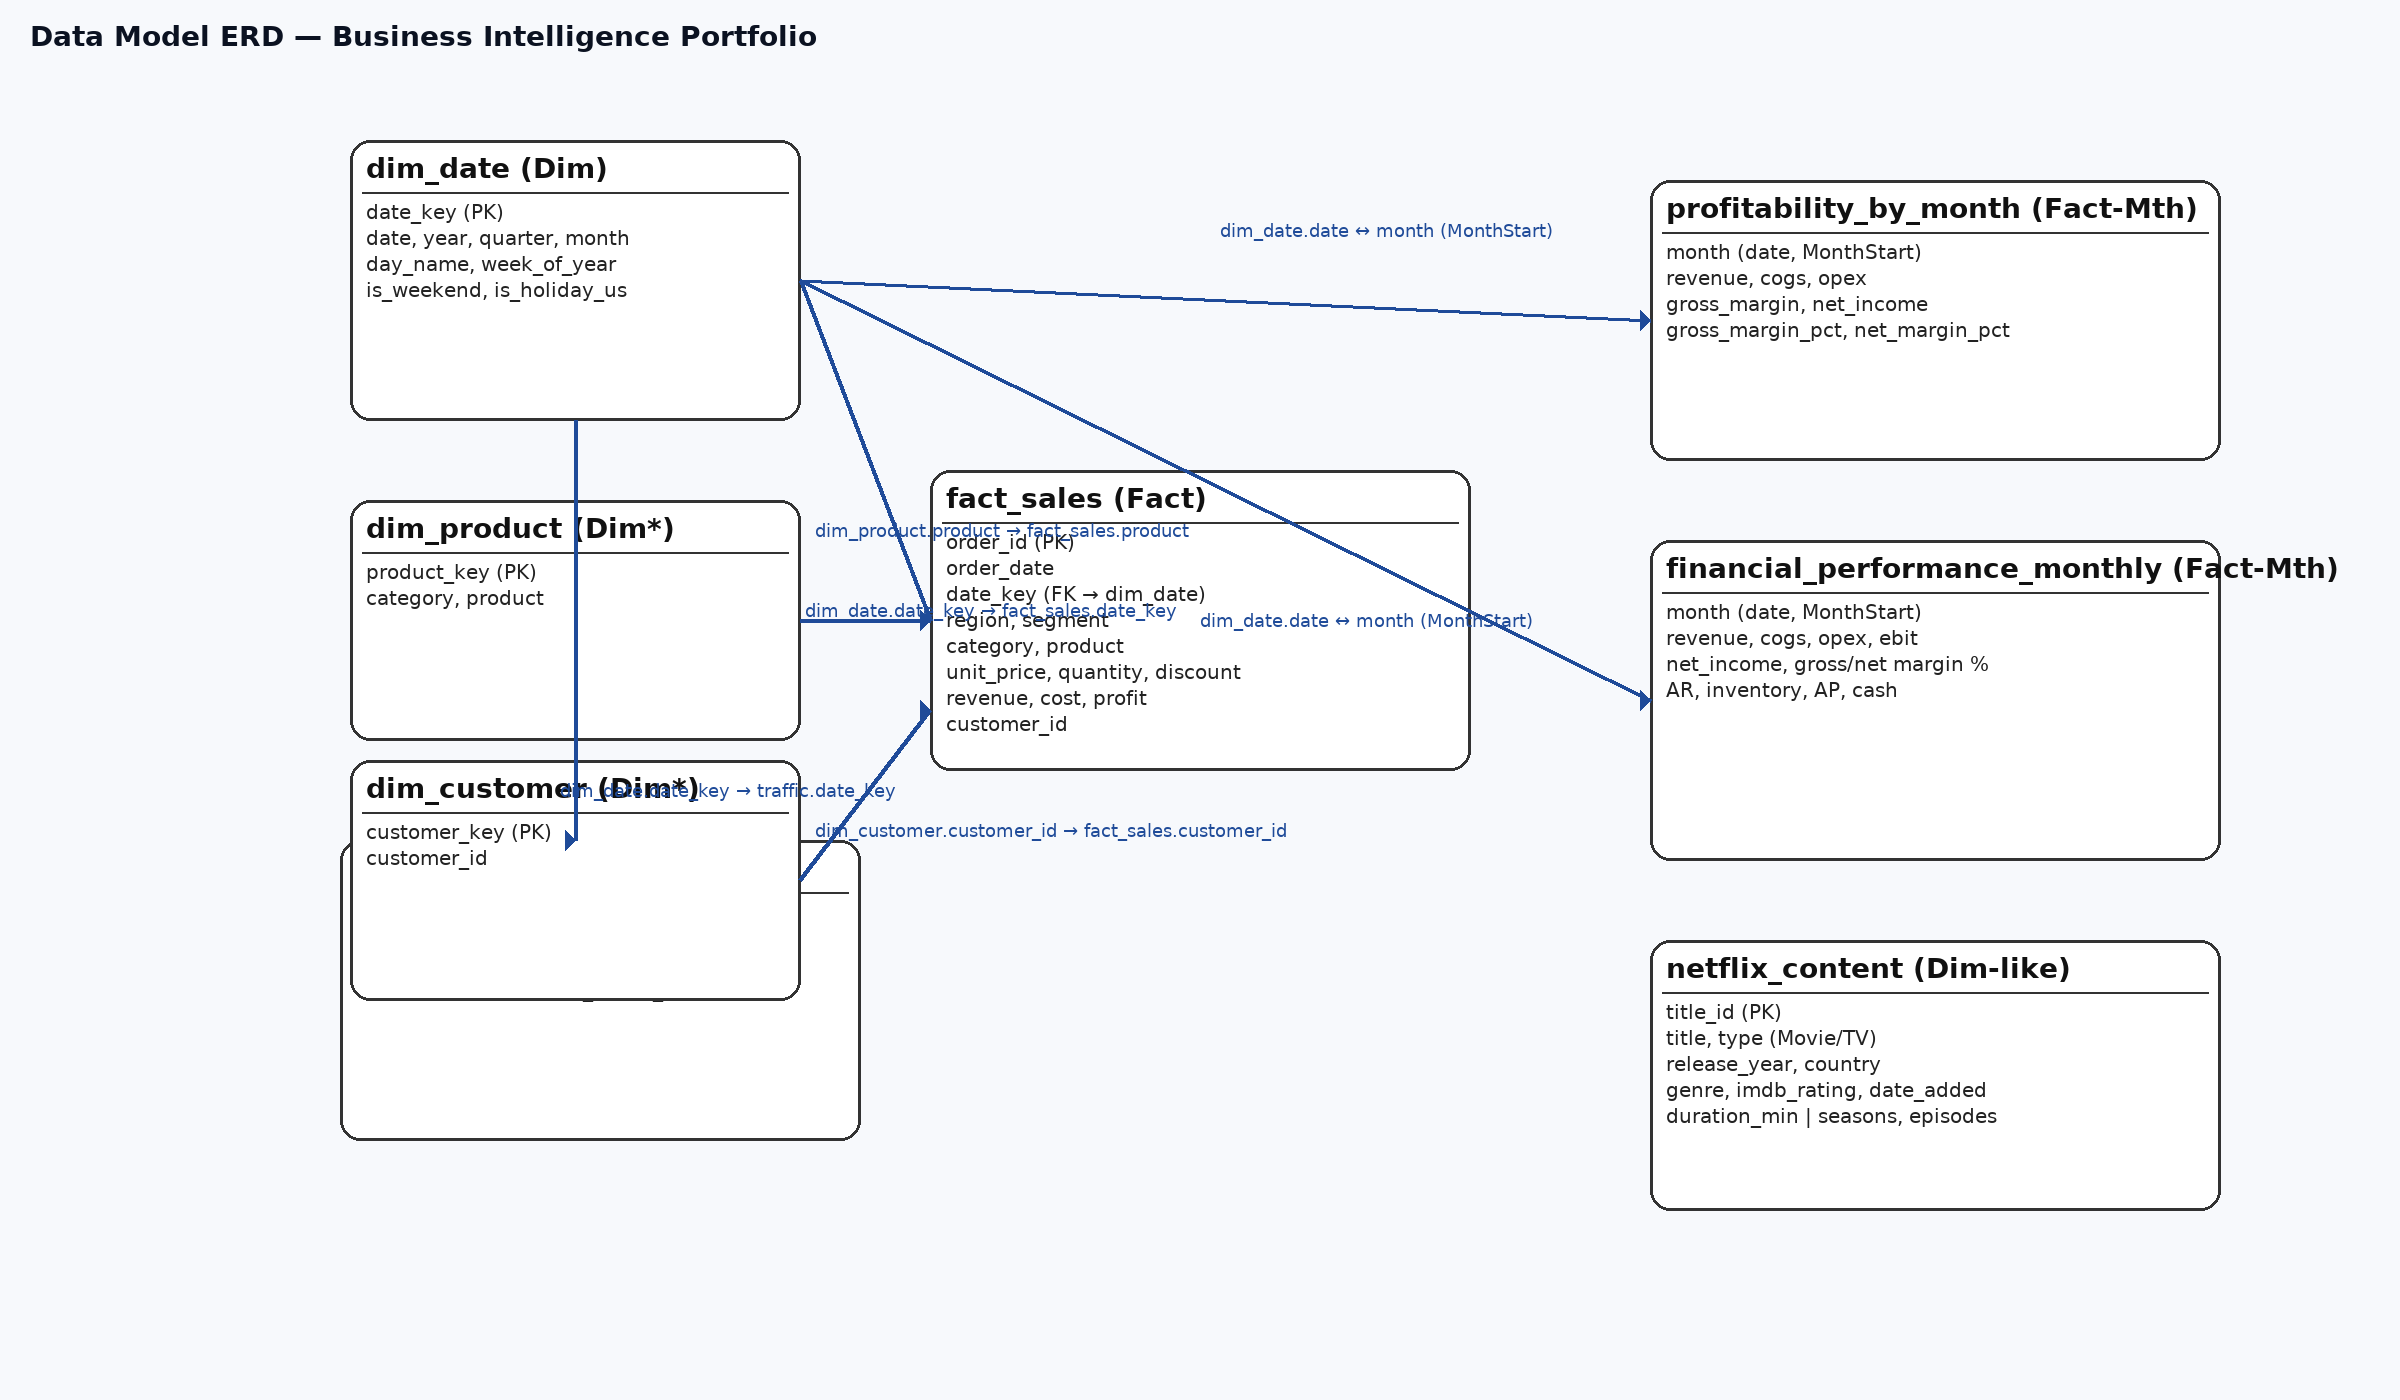 Data Model ERD — Business Intelligence Portfolio
dim_date (Dim)
date_key (PK)
date, year, quarter, month
day_name, week_of_year
is_weekend, is_holiday_us
dim_date.date ↔ month (MonthStart)
profitability_by_month (Fact-Mth)
month (date, MonthStart)
revenue, cogs, opex
gross_margin, net_income
gross_margin_pct, net_margin_pct
dim_product (Dim*)
product_key (PK)
category, product
dim_product.product → fact_sales.product
dim_date.date_key → fact_sales.date_key
fact_sales (Fact)
order_id (PK)
order_date
date_key (FK → dim_date)
region, segment
category, product
unit_price, quantity, discount
revenue, cost, profit
customer_id
dim_date.date ↔ month (MonthStart)
financial_performance_monthly (Fact-Mth)
month (date, MonthStart)
revenue, cogs, opex, ebit
net_income, gross/net margin %
AR, inventory, AP, cash
dim_customer (Dim*)
customer_key (PK)
customer_id
dim_date.date_key → traffic.date_key
dim_customer.customer_id → fact_sales.customer_id
netflix_content (Dim-like)
title_id (PK)
title, type (Movie/TV)
release_year, country
genre, imdb_rating, date_added
duration_min | seasons, episodes